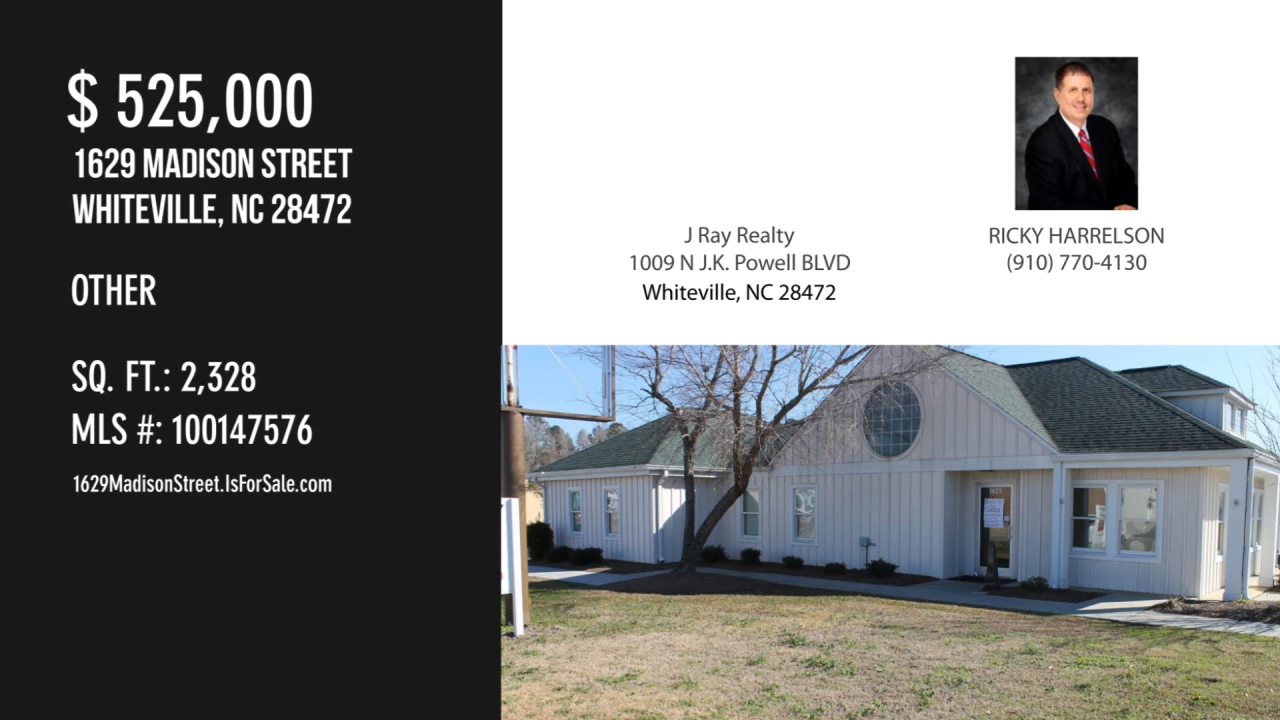 $ 525,000
1629 MADISON STREET
WHITEVILLE, NC 28472
OTHER
SQ. FT.: 2,328
MLS #: 100147576
1629MadisonStreet.IsForSale.com
J Ray Realty
1009 N J.K. Powell BLVD
Whiteville, NC 28472
RICKY HARRELSON
(910) 770-4130
1629